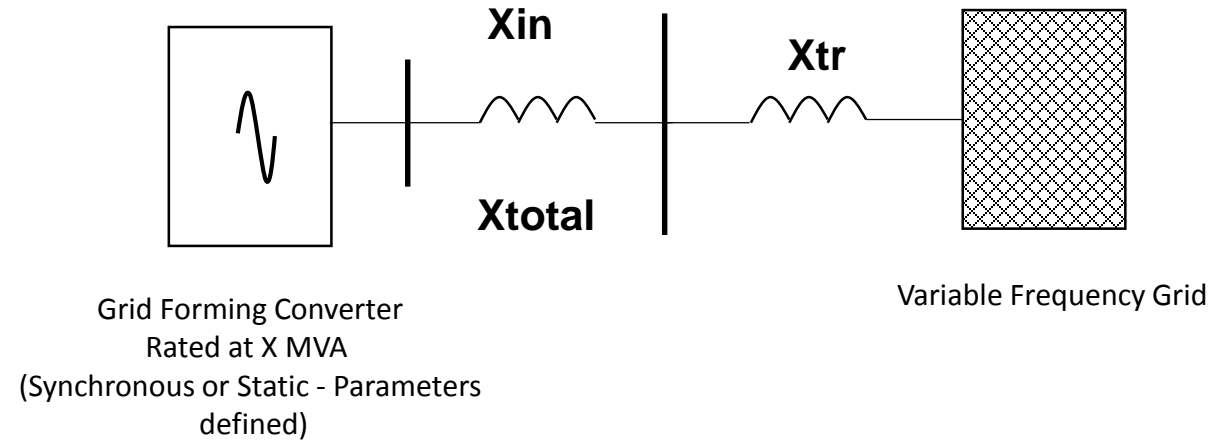 Xin
Xtr
Xtotal
Grid Forming Converter
Rated at X MVA
(Synchronous or Static - Parameters
defined)
Variable Frequency Grid